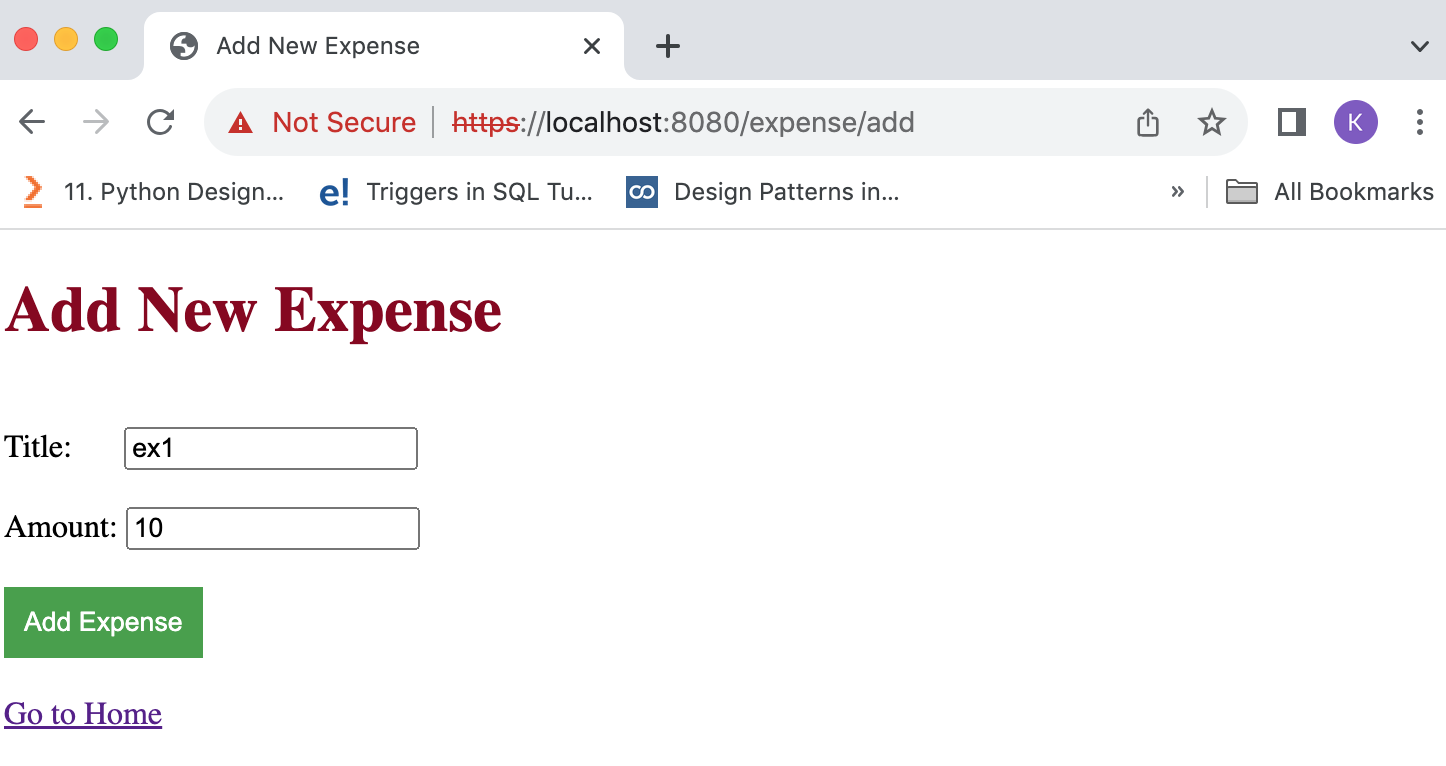 Add New Expense
Not Secure https://localhost:8080/expense/add K
11. Python Design... e! Triggers in SQL Tu... Design Patterns in... » All Bookmarks
Add New Expense
Title: ex1
Amount: 10
Add Expense
Go to Home